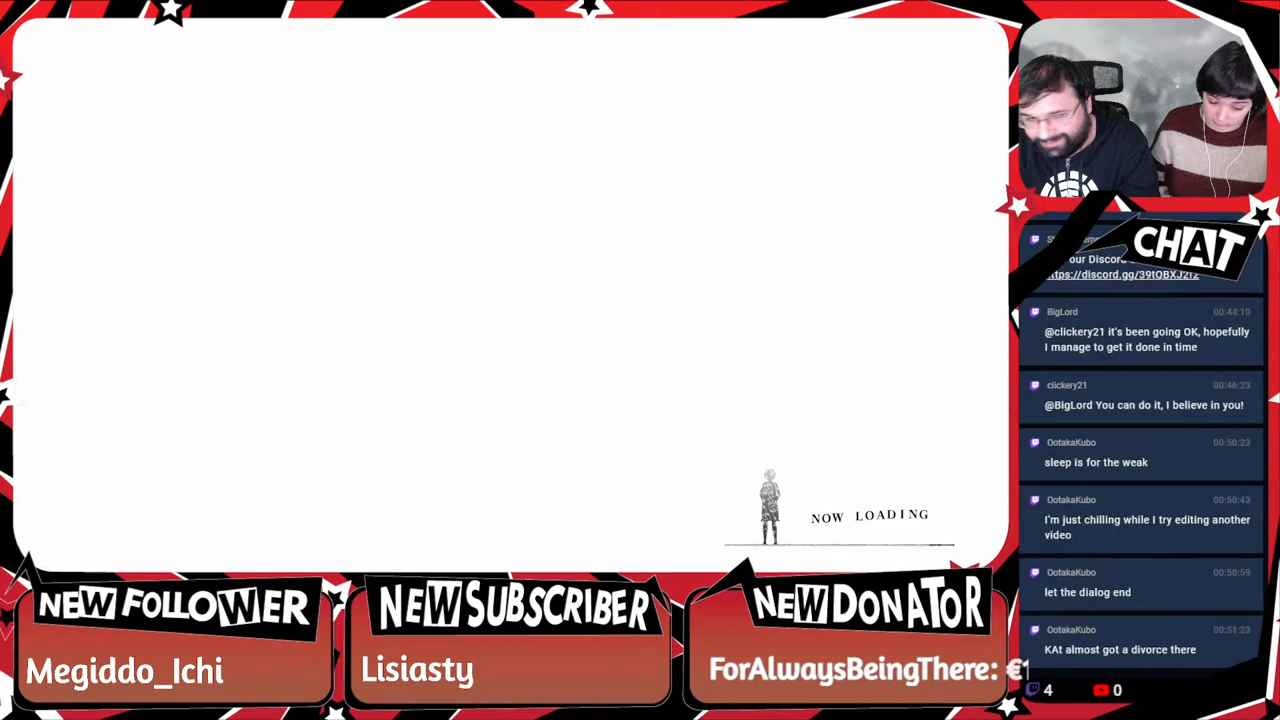 NOW LOADING
CHAT
our Discord
ttps://discord.gg/39tQBXJ2fz
BigLord 00:44:10
@clickery21 it's been going OK, hopefully
I manage to get it done in time
clickery21 00:46:23
@BigLord You can do it, I believe in you!
OotakaKubo 00:50:23
sleep is for the weak
OotakaKubo 00:50:43
I'm just chilling while I try editing another
video
OotakaKubo 00:50:59
let the dialog end
OotakaKubo 00:51:23
KAt almost got a divorce there
4 0
NEW FOLLOWER
Megiddo_Ichi
NEW SUBSCRIBER
Lisiasty
NEW DONATOR
ForAlwaysBeingThere: €1